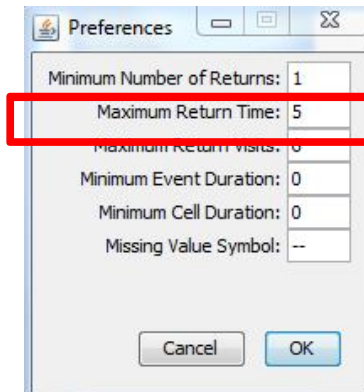 Preferences
Minimum Number of Returns: 1
Maximum Return Time: 5
Maximum Return Visits: 0
Minimum Event Duration: 0
Minimum Cell Duration: 0
Missing Value Symbol: --
Cancel OK